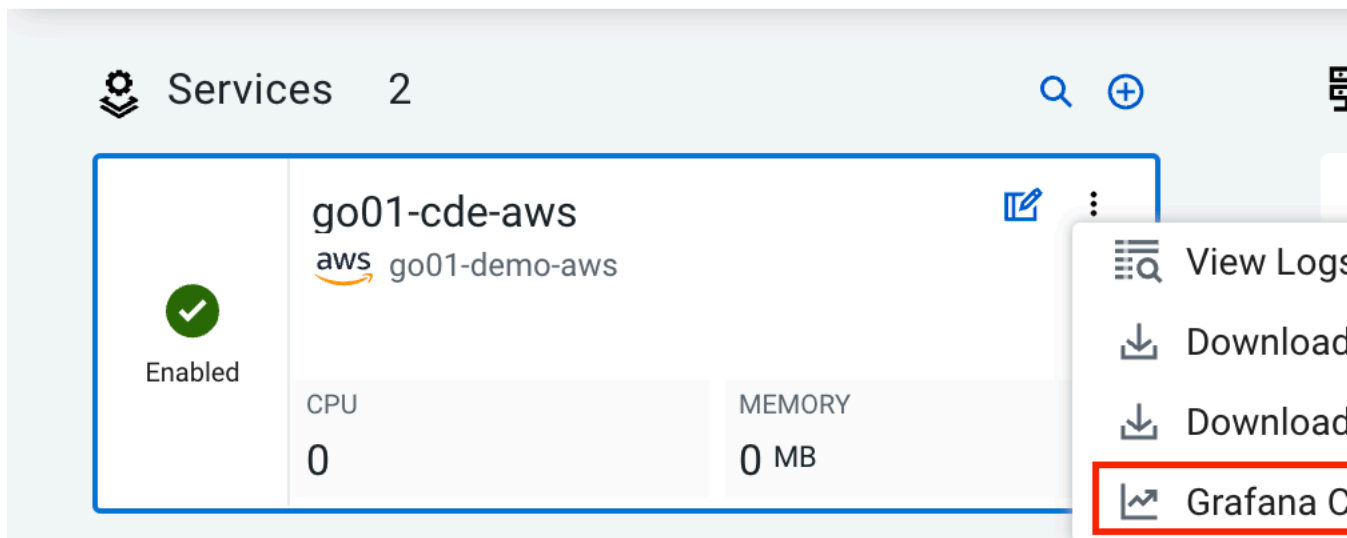 Services 2
go01-cde-aws
aws go01-demo-aws
Enabled
CPU
0
MEMORY
0 MB
View Logs
Download
Download
Grafana C